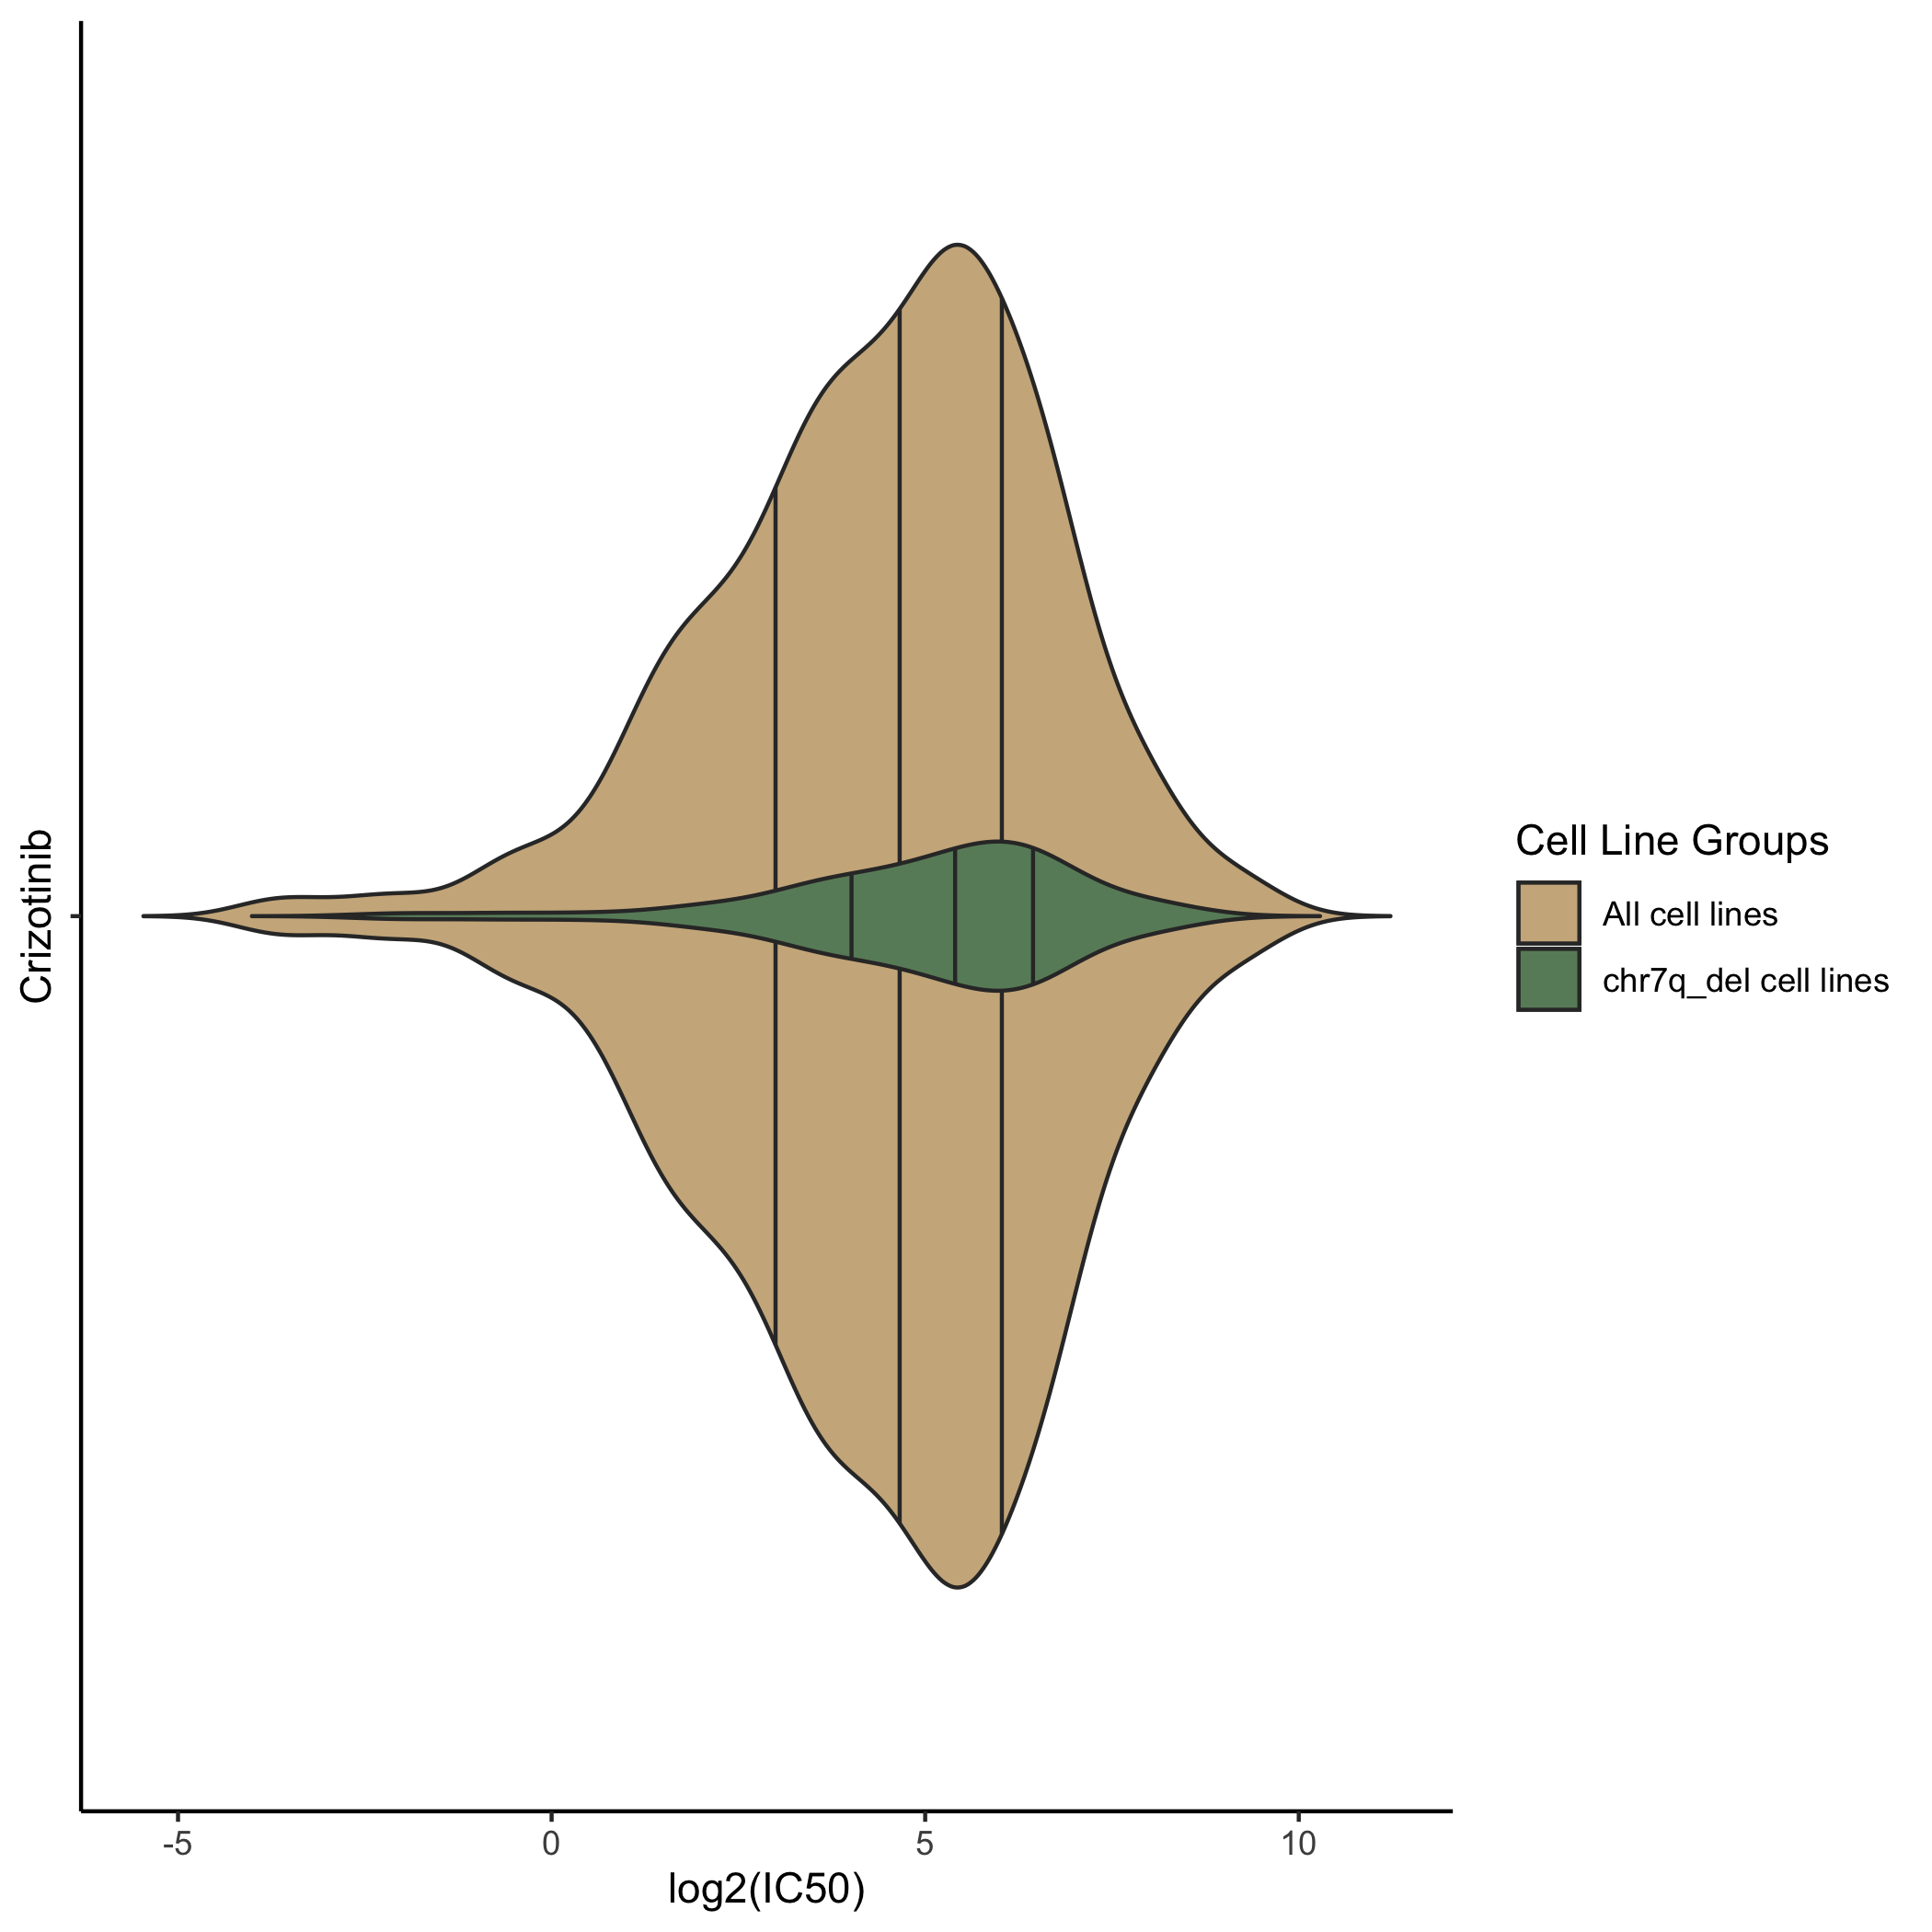 Crizotinib
-5
0
5
10
log2(IC50)
Cell Line Groups
All cell lines
chr7q_del cell lines